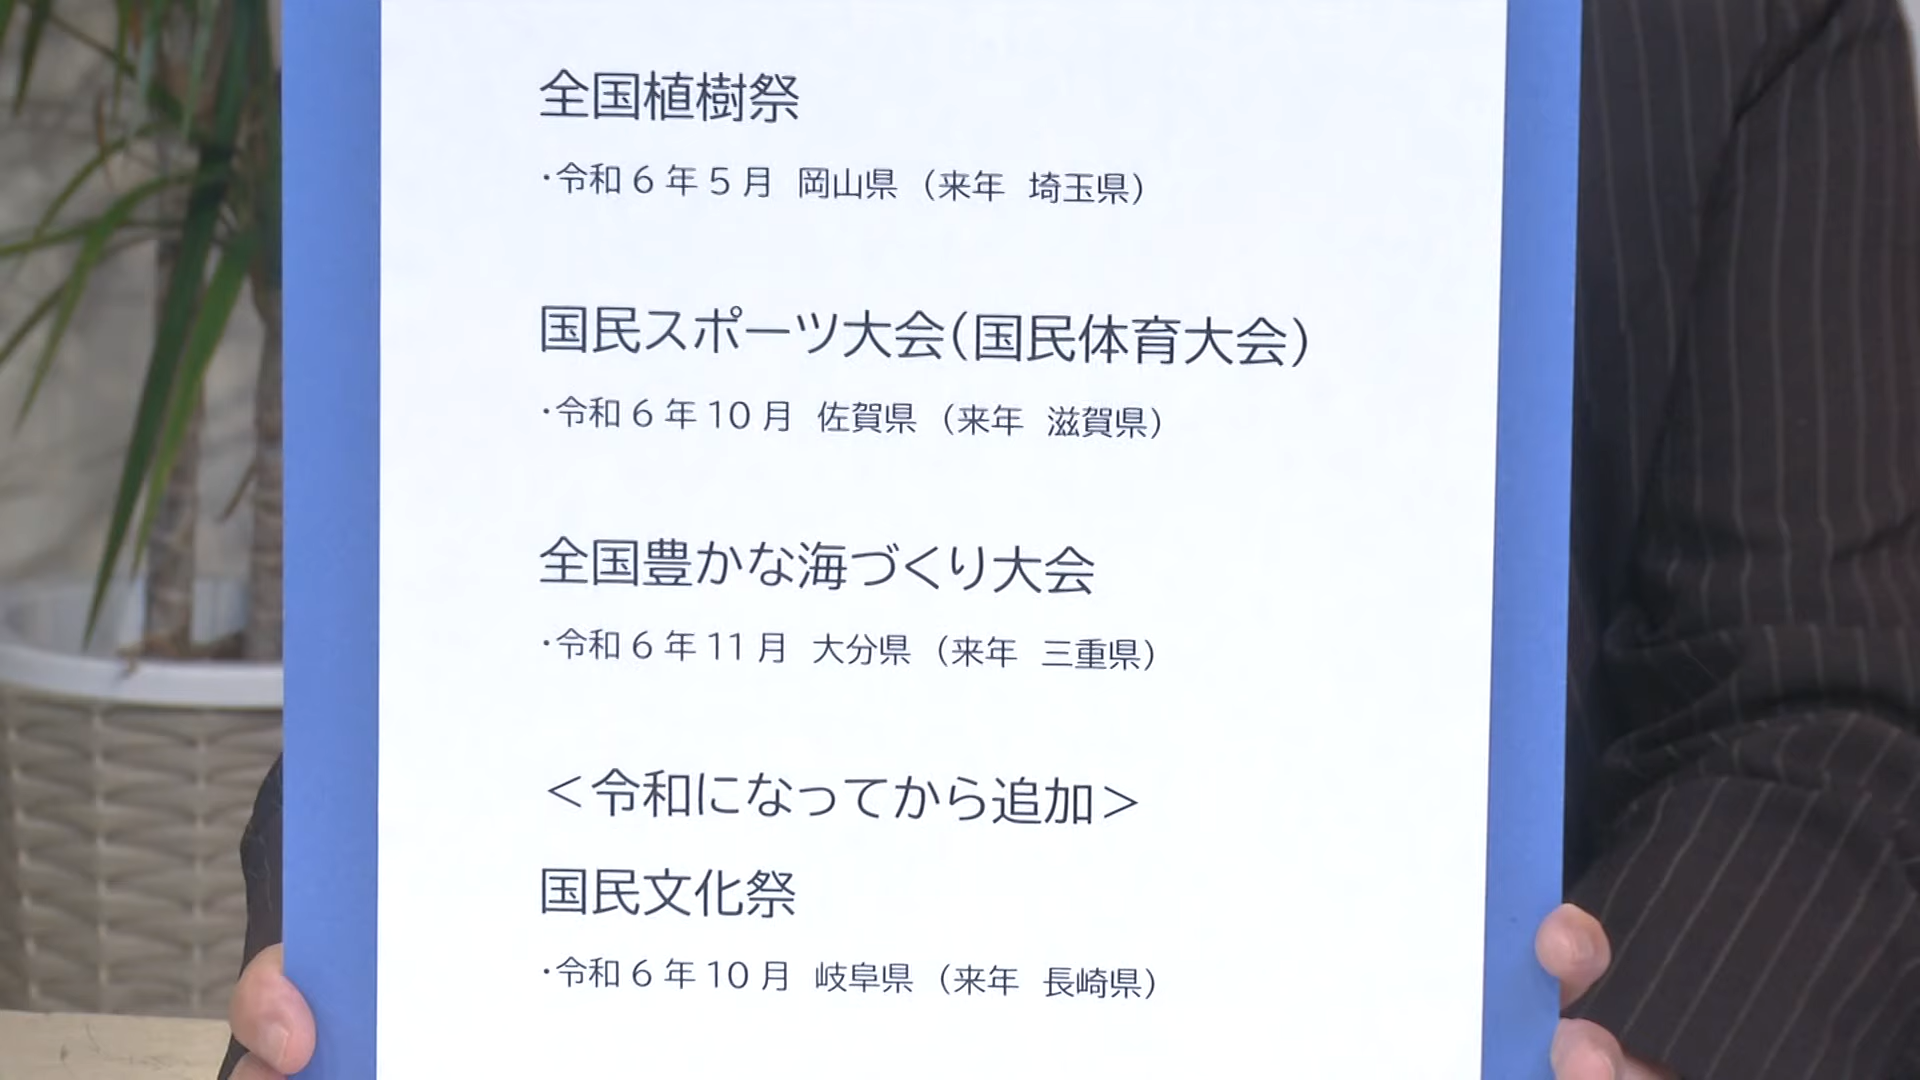 全国植樹祭
・令和6年5月 岡山県（来年 埼玉県）
国民スポーツ大会（国民体育大会）
・令和6年10月 佐賀県（来年 滋賀県）
全国豊かな海づくり大会
・令和6年11月 大分県（来年 三重県）
＜令和になってから追加＞
国民文化祭
・令和6年10月 岐阜県（来年 長崎県）